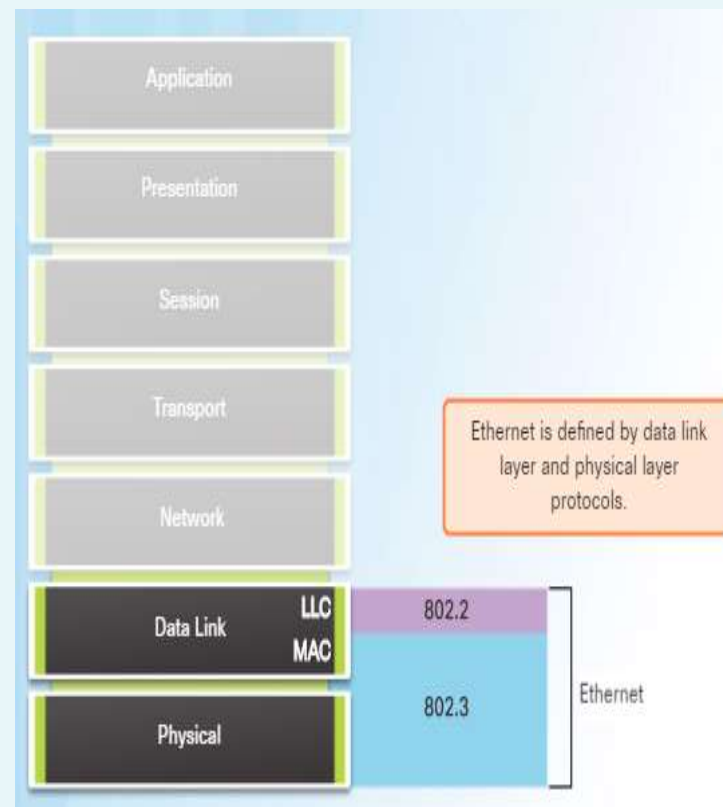 Application
Presentation
Session
Transport
Ethernet is defined by data link
layer and physical layer
protocols.
Network
Data Link
LLC
MAC
802.2
802.3
Ethernet
Physical